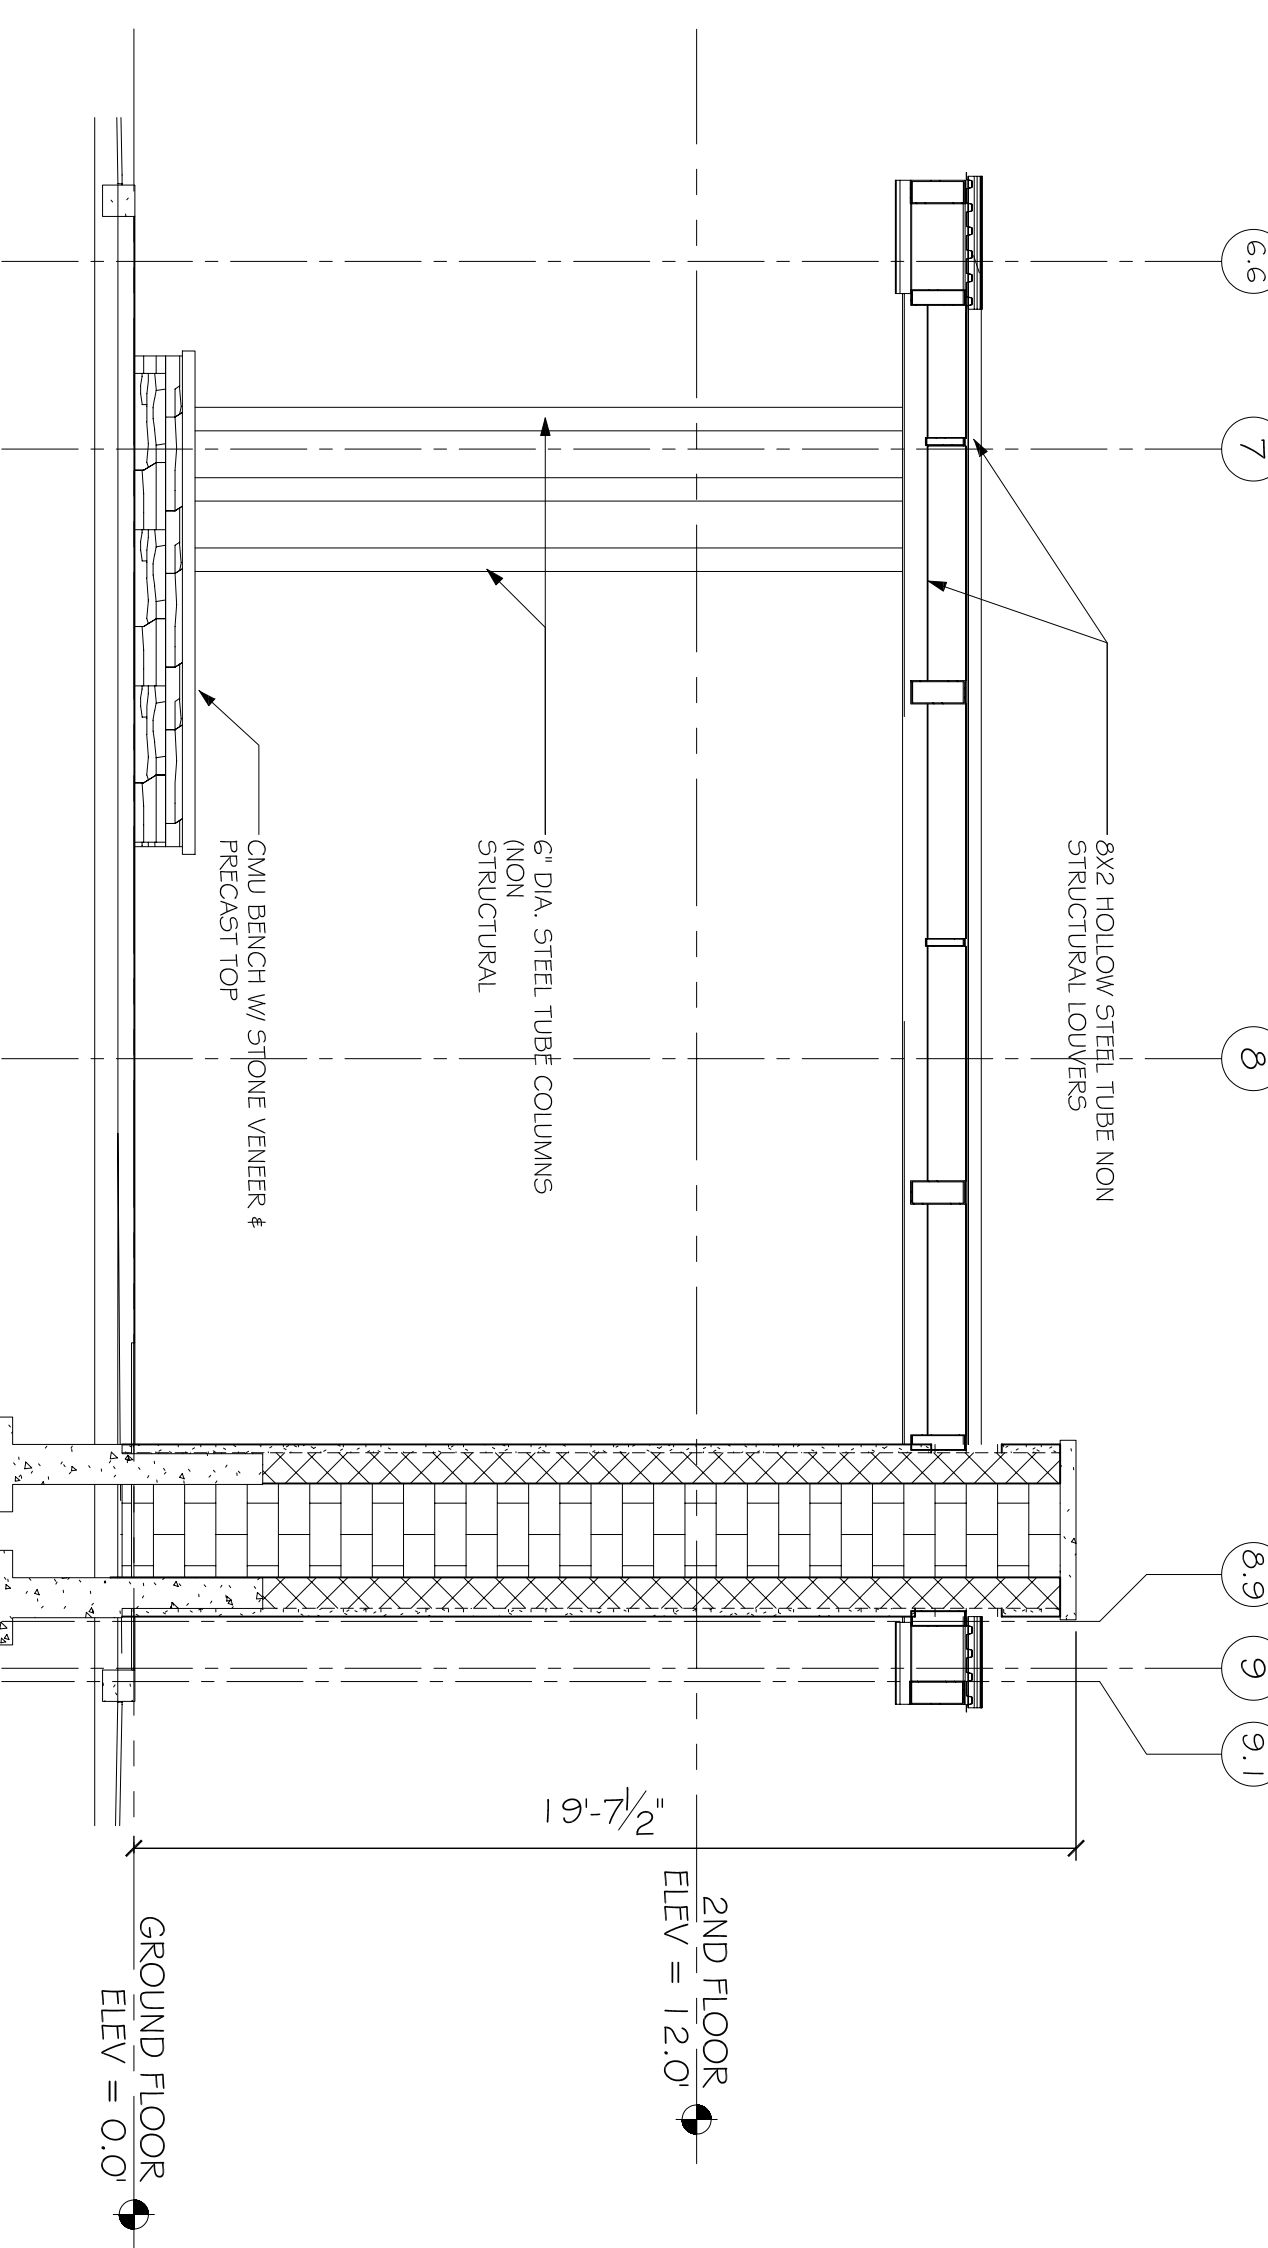 6.6
7
8
8.9
9
9.1
8X2 HOLLOW STEEL TUBE NON
STRUCTURAL LOUVERS
6" DIA. STEEL TUBE COLUMNS
(NON
STRUCTURAL
CMU BENCH W/ STONE VENEER &
PRECAST TOP
19'-7 1/2"
2ND FLOOR
ELEV = 12.0'
GROUND FLOOR
ELEV = 0.0'